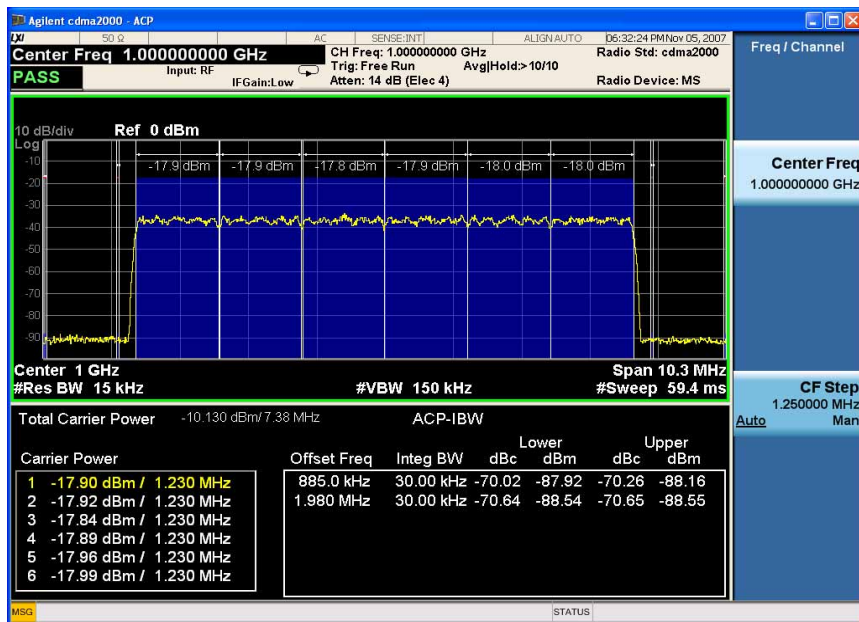 Agilent cdma2000 - ACP
LXI 50 Ω AC SENSE:INT ALIGN AUTO 06:32:24 PM Nov 05, 2007
Center Freq 1.000000000 GHz
CH Freq: 1.000000000 GHz
Radio Std: cdma2000
Input: RF
Trig: Free Run
Avg|Hold:>10/10
PASS
IFGain:Low
Atten: 14 dB (Elec 4)
Radio Device: MS
10 dB/div Ref 0 dBm
Log
-17.9 dBm -17.9 dBm -17.8 dBm -17.9 dBm -18.0 dBm -18.0 dBm
-10
-20
-30
-40
-50
-60
-70
-80
-90
Center 1 GHz Span 10.3 MHz
#Res BW 15 kHz #VBW 150 kHz #Sweep 59.4 ms
Total Carrier Power -10.130 dBm/ 7.38 MHz ACP-IBW
Lower Upper
Carrier Power
Offset Freq Integ BW dBc dBm dBc dBm
1 -17.90 dBm / 1.230 MHz
2 -17.92 dBm / 1.230 MHz
3 -17.84 dBm / 1.230 MHz
4 -17.89 dBm / 1.230 MHz
5 -17.96 dBm / 1.230 MHz
6 -17.99 dBm / 1.230 MHz
885.0 kHz 30.00 kHz -70.02 -87.92 -70.26 -88.16
1.980 MHz 30.00 kHz -70.64 -88.54 -70.65 -88.55
Freq / Channel
Center Freq
1.000000000 GHz
CF Step
1.250000 MHz
Auto Man
MSG STATUS